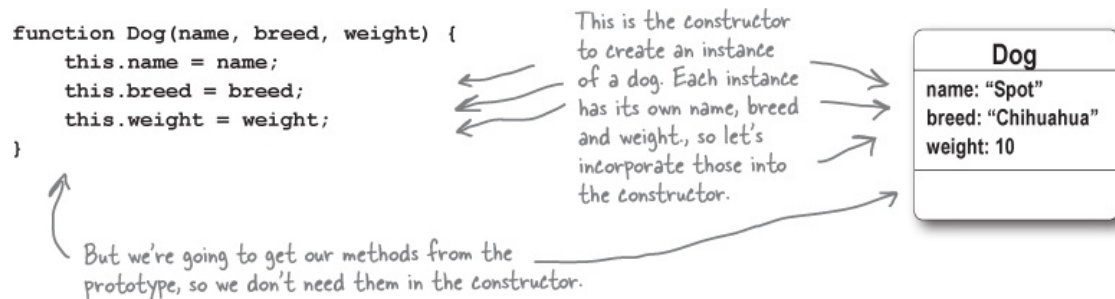 function Dog(name, breed, weight) {
    this.name = name;
    this.breed = breed;
    this.weight = weight;
}
This is the constructor
to create an instance
of a dog. Each instance
has its own name, breed
and weight., so let's
incorporate those into
the constructor.
Dog
name: “Spot”
breed: “Chihuahua”
weight: 10
But we're going to get our methods from the
prototype, so we don't need them in the constructor.